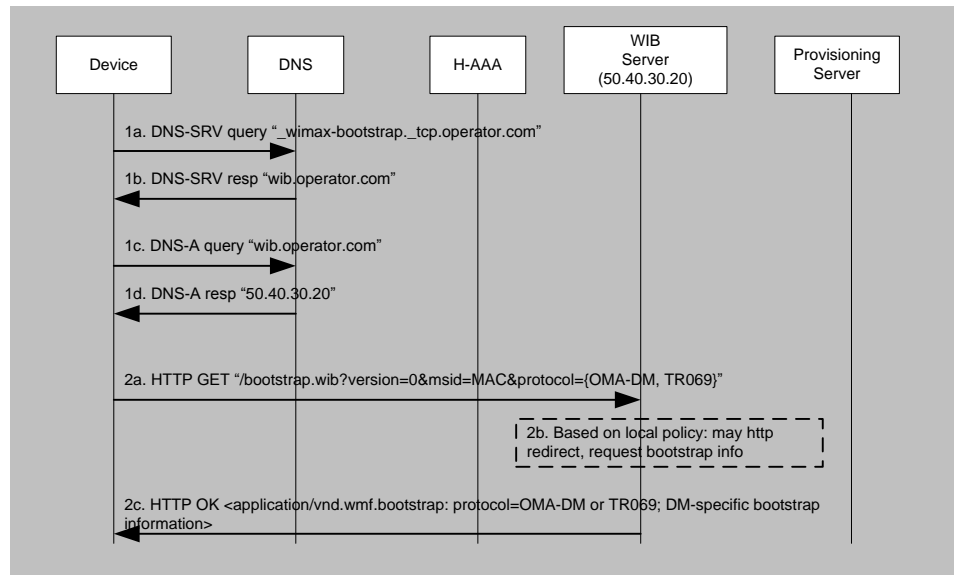 Device
DNS
H-AAA
WIB
Server
(50.40.30.20)
Provisioning
Server
1a. DNS-SRV query “_wimax-bootstrap._tcp.operator.com”
1b. DNS-SRV resp “wib.operator.com”
1c. DNS-A query “wib.operator.com”
1d. DNS-A resp “50.40.30.20”
2a. HTTP GET “/bootstrap.wib?version=0&msid=MAC&protocol={OMA-DM, TR069}”
2b. Based on local policy: may http
redirect, request bootstrap info
2c. HTTP OK <application/vnd.wmf.bootstrap: protocol=OMA-DM or TR069; DM-specific bootstrap
information>